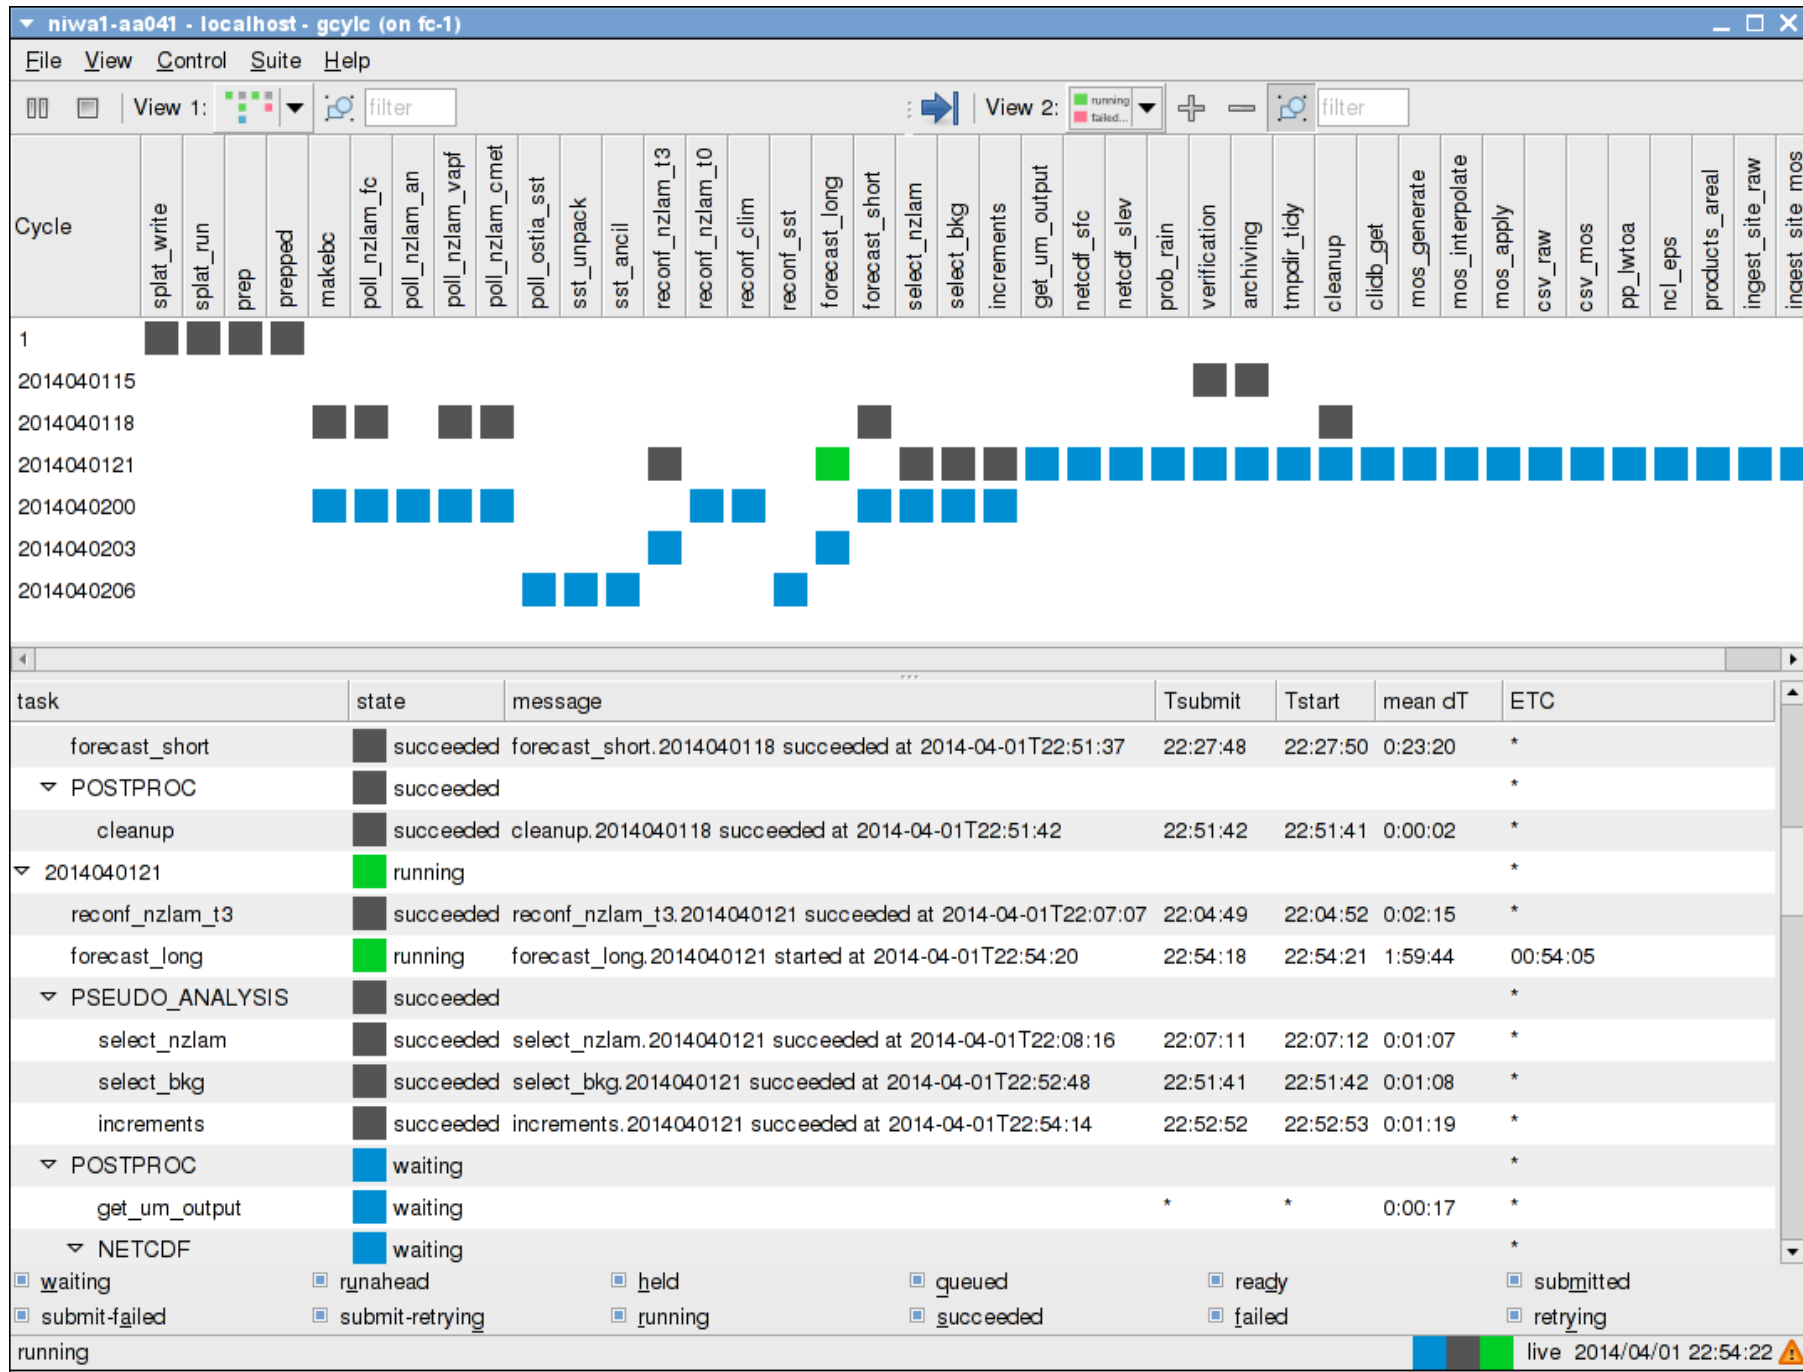 niwa1-aa041 - localhost - gcylc (on fc-1)
File View Control Suite Help
View 1: filter View 2: running failed... filter
Cycle splat_write splat_run prep prepped makebc poll_nzlam_fc poll_nzlam_an poll_nzlam_vapf poll_nzlam_cmet poll_ostia_sst sst_unpack sst_ancil reconf_nzlam_t3 reconf_nzlam_t0 reconf_clim reconf_sst forecast_long forecast_short select_nzlam select_bkg increments get_um_output netcdf_sfc netcdf_slev prob_rain verification archiving tmpdir_tidy cleanup clidb_get mos_generate mos_interpolate mos_apply csv_raw csv_mos pp_lwtoa ncl_eps products_areal ingest_site_raw ingest_site_mos
1
2014040115
2014040118
2014040121
2014040200
2014040203
2014040206
task state message Tsubmit Tstart mean dT ETC
forecast_short succeeded forecast_short.2014040118 succeeded at 2014-04-01T22:51:37 22:27:48 22:27:50 0:23:20 *
POSTPROC succeeded *
cleanup succeeded cleanup.2014040118 succeeded at 2014-04-01T22:51:42 22:51:42 22:51:41 0:00:02 *
2014040121 running *
reconf_nzlam_t3 succeeded reconf_nzlam_t3.2014040121 succeeded at 2014-04-01T22:07:07 22:04:49 22:04:52 0:02:15 *
forecast_long running forecast_long.2014040121 started at 2014-04-01T22:54:20 22:54:18 22:54:21 1:59:44 00:54:05
PSEUDO_ANALYSIS succeeded *
select_nzlam succeeded select_nzlam.2014040121 succeeded at 2014-04-01T22:08:16 22:07:11 22:07:12 0:01:07 *
select_bkg succeeded select_bkg.2014040121 succeeded at 2014-04-01T22:52:48 22:51:41 22:51:42 0:01:08 *
increments succeeded increments.2014040121 succeeded at 2014-04-01T22:54:14 22:52:52 22:52:53 0:01:19 *
POSTPROC waiting *
get_um_output waiting * * 0:00:17 *
NETCDF waiting *
waiting runahead held queued ready submitted
submit-failed submit-retrying running succeeded failed retrying
running live 2014/04/01 22:54:22